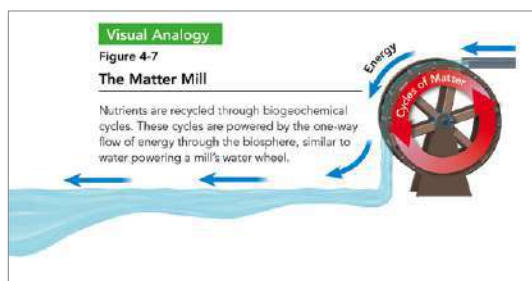 Visual Analogy
Figure 4-7
The Matter Mill
Nutrients are recycled through biogeochemical
cycles. These cycles are powered by the one-way
flow of energy through the biosphere, similar to
water powering a mill's water wheel.
Energy
Cycles of Matter